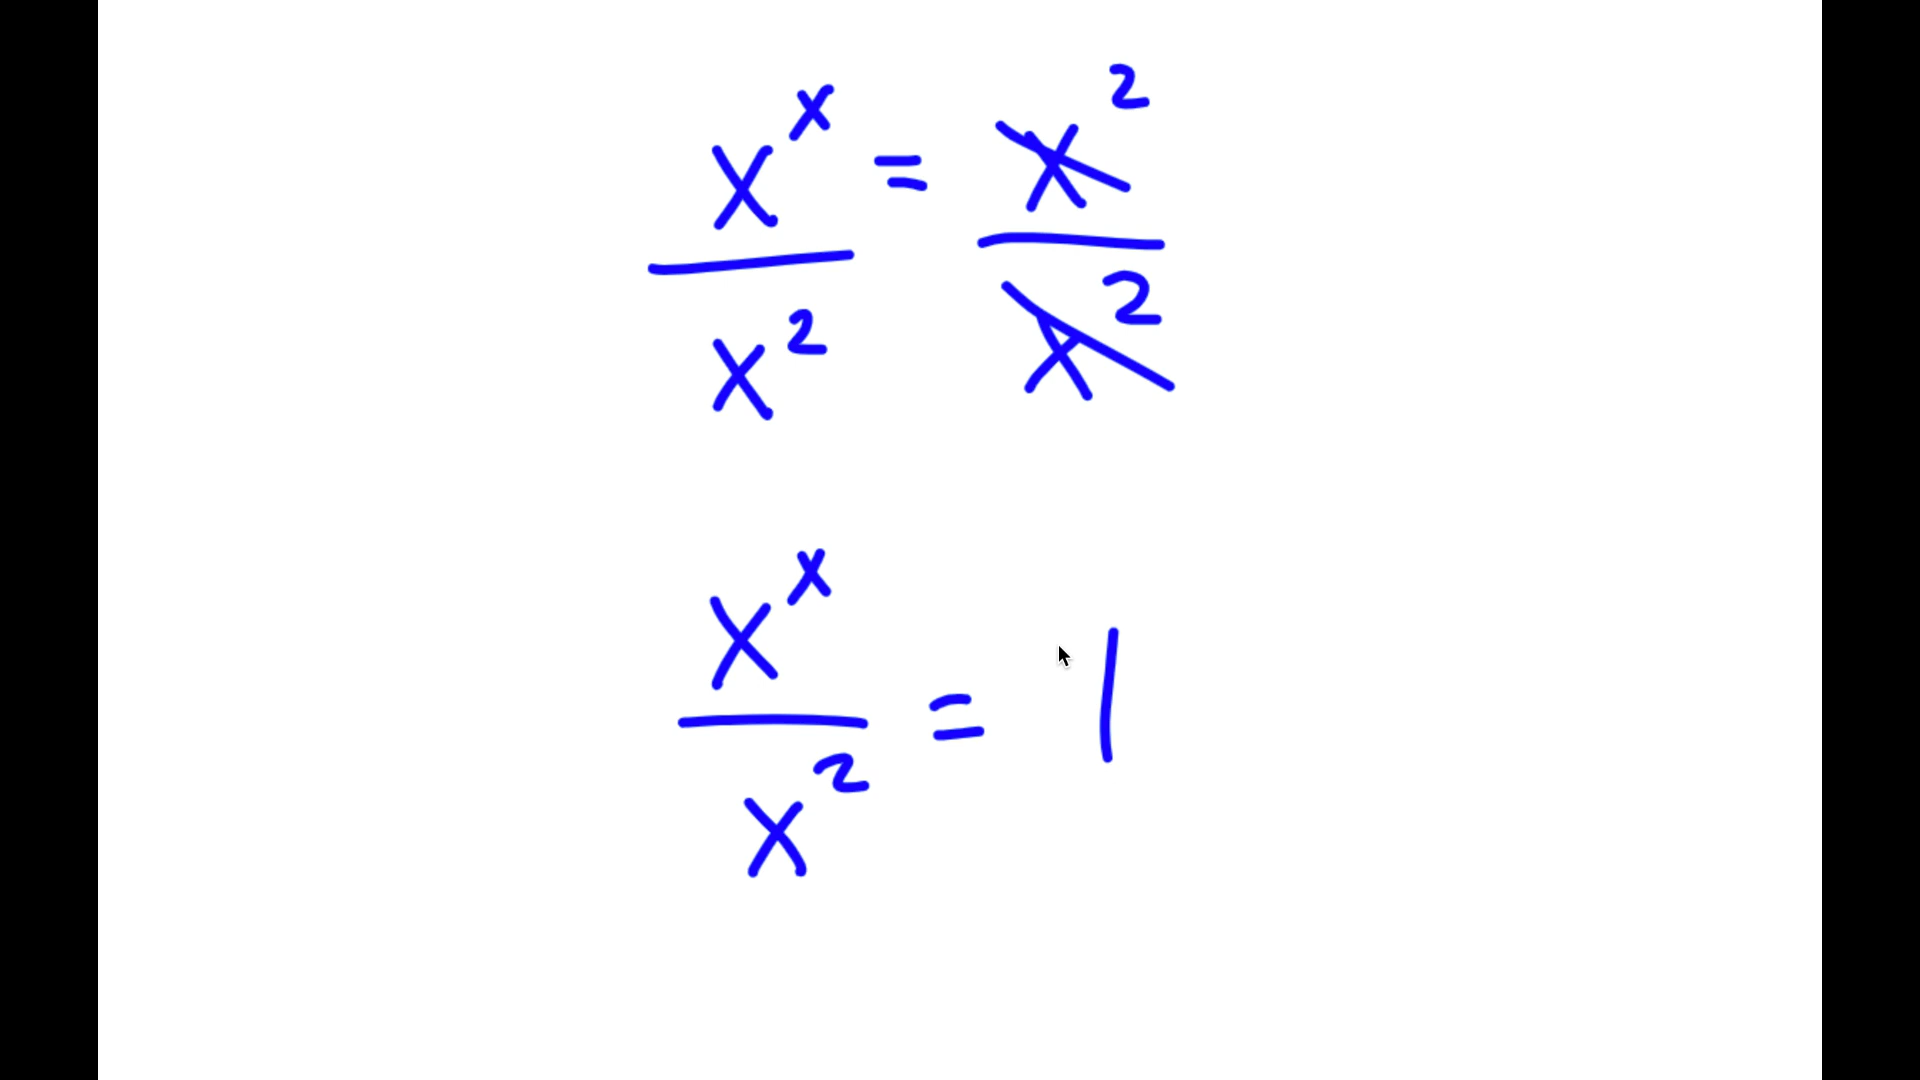 x^x / x^2 = x^2 / x^2
x^x / x^2 = 1